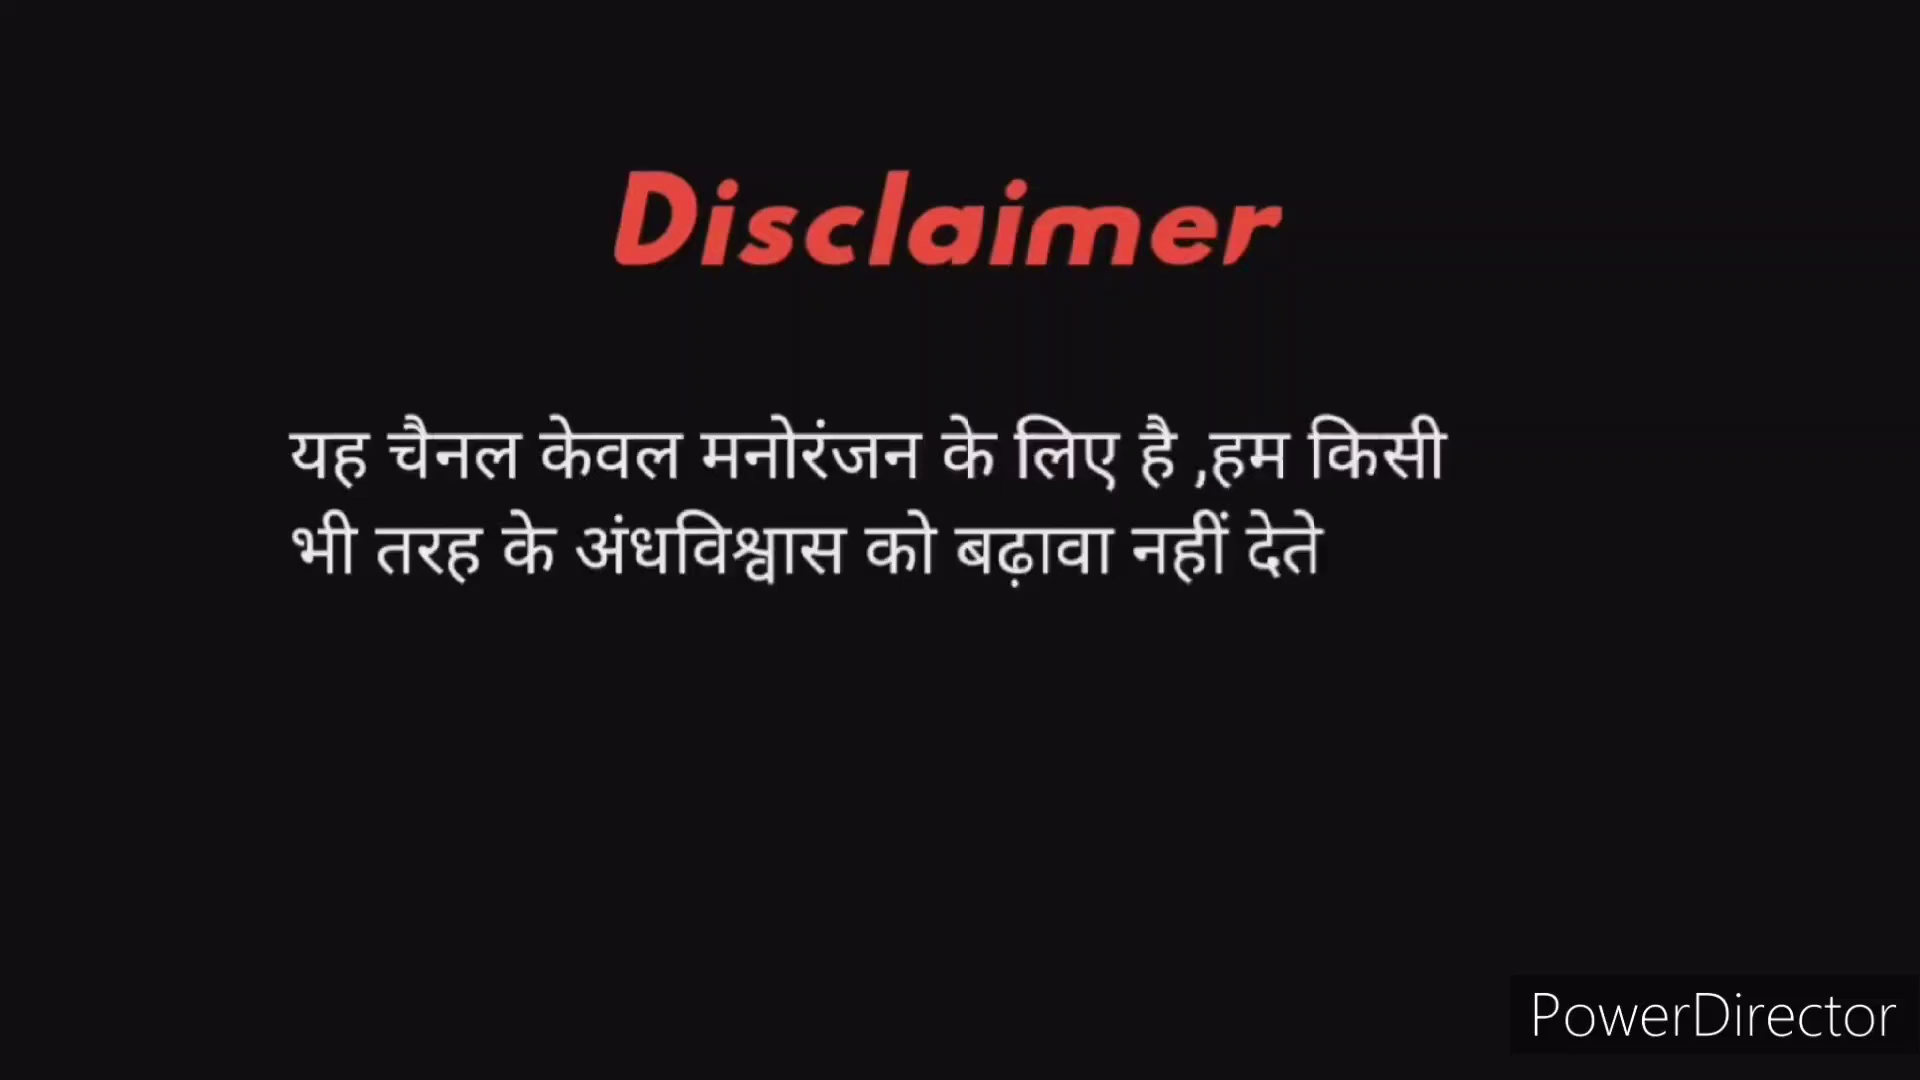 Disclaimer
यह चैनल केवल मनोरंजन के लिए है ,हम किसी
भी तरह के अंधविश्वास को बढ़ावा नहीं देते
PowerDirector